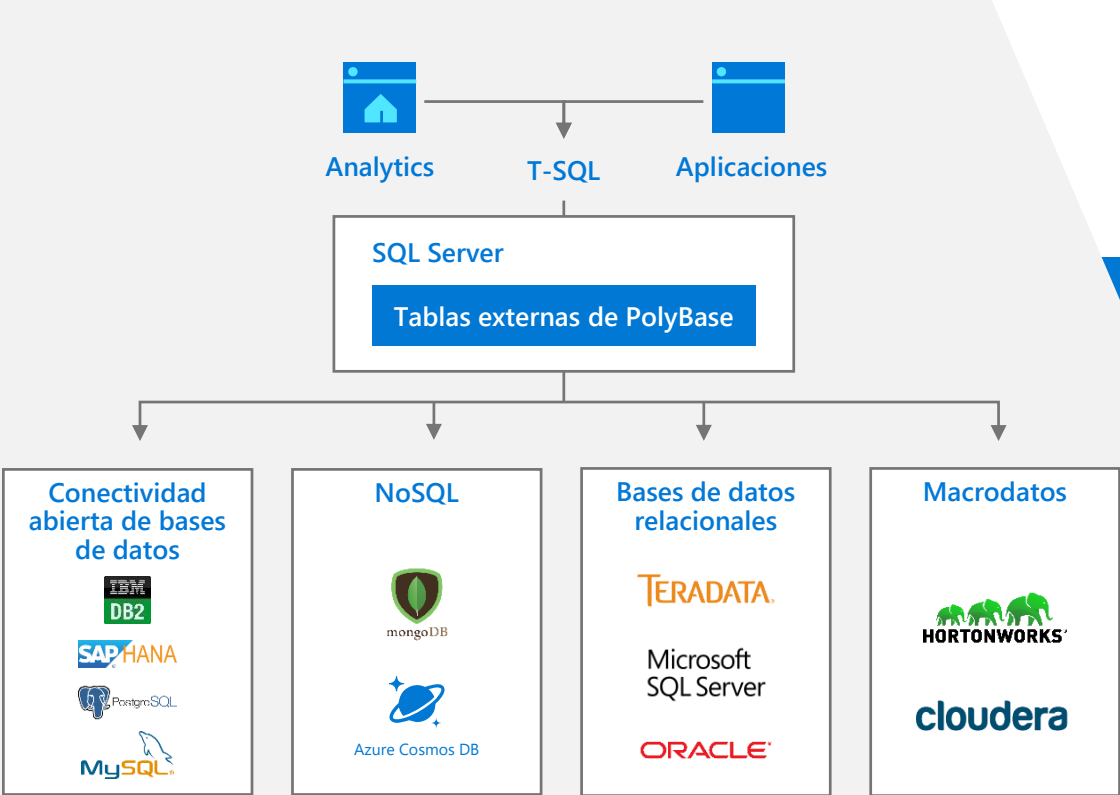 Analytics
T-SQL
Aplicaciones
SQL Server
Tablas externas de PolyBase
Conectividad
abierta de bases
de datos
IBM
DB2
SAP HANA
PostgreSQL
MySQL
NoSQL
mongoDB
Azure Cosmos DB
Bases de datos
relacionales
TERADATA
Microsoft
SQL Server
ORACLE
Macrodatos
HORTONWORKS
cloudera